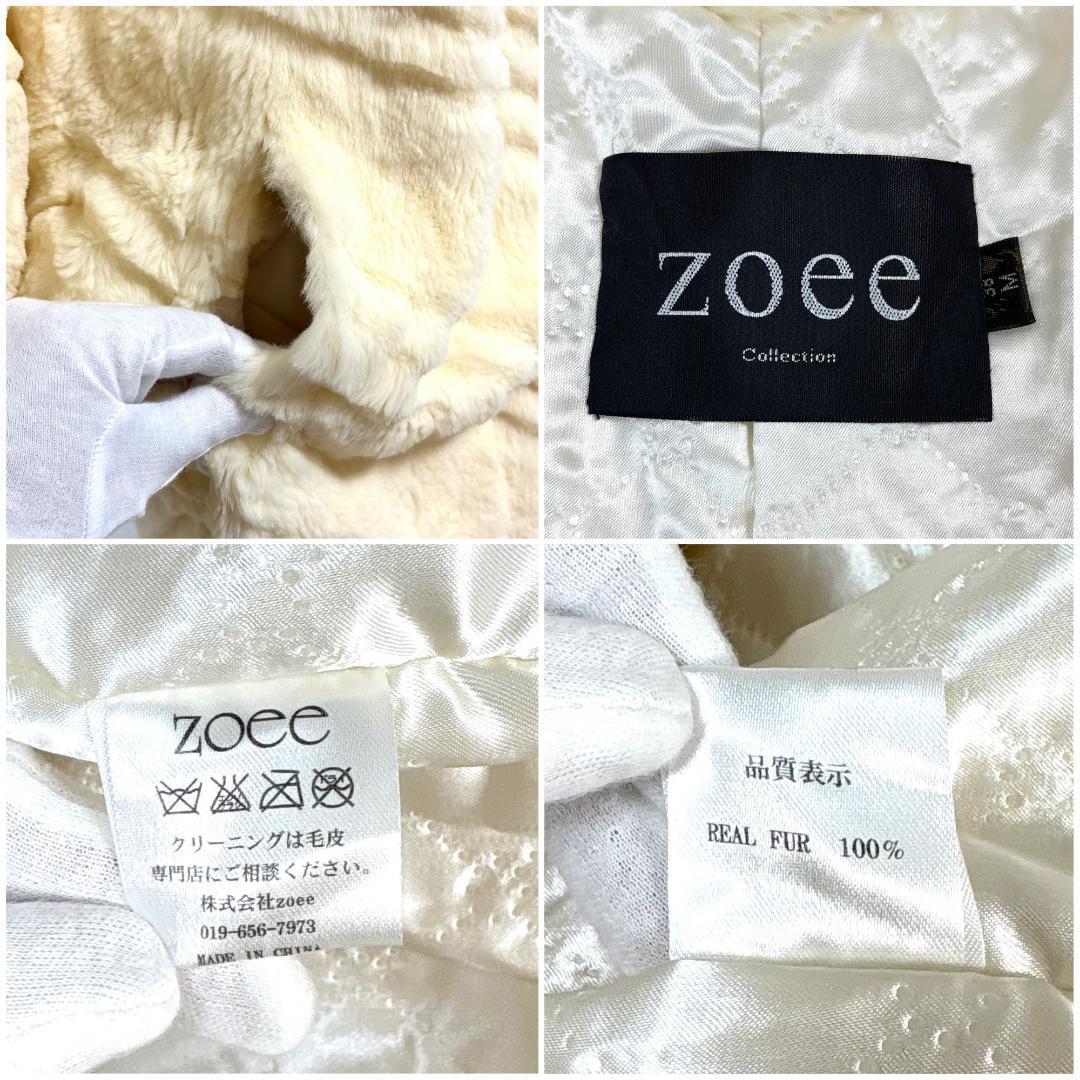 zoee
Collection
38
M
zoee
クリーニングは毛皮
専門店にご相談ください。
株式会社zoee
019-656-7973
MADE IN CHINA
品質表示
REAL FUR 100%